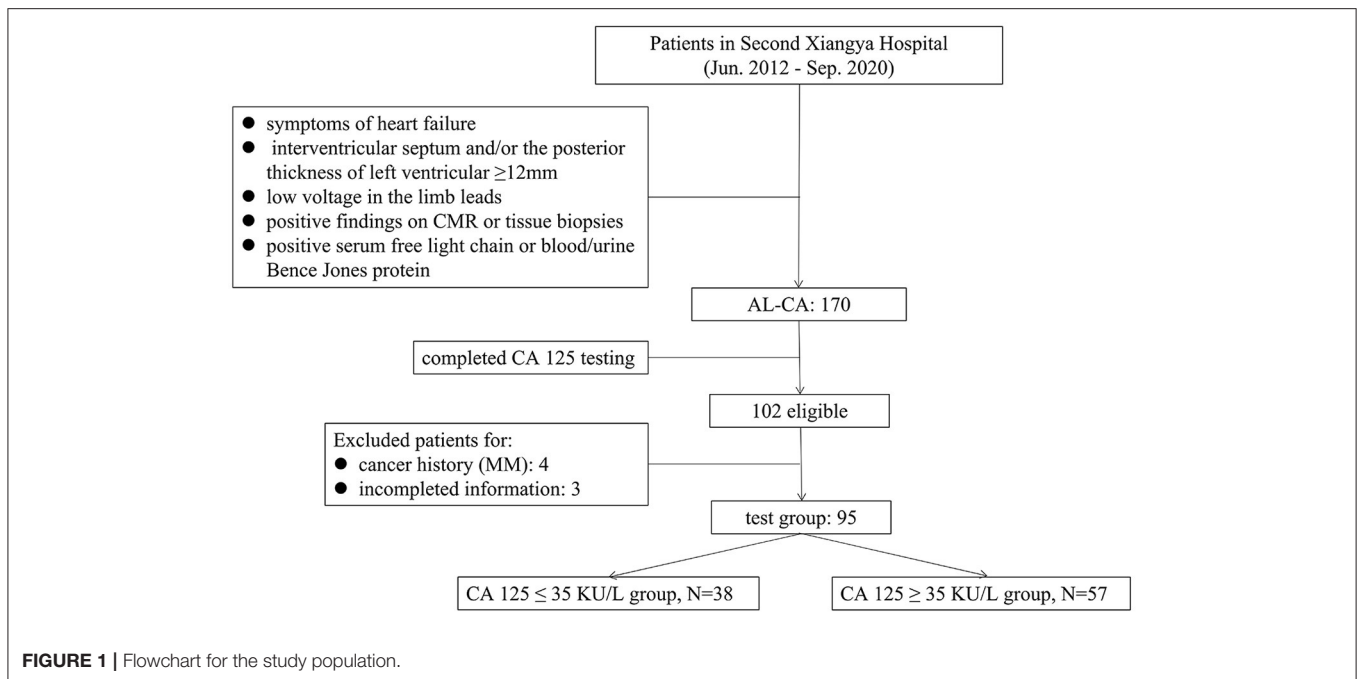 Patients in Second Xiangya Hospital
(Jun. 2012 - Sep. 2020)
● symptoms of heart failure
● interventricular septum and/or the posterior
thickness of left ventricular ≥12mm
● low voltage in the limb leads
● positive findings on CMR or tissue biopsies
● positive serum free light chain or blood/urine
Bence Jones protein
AL-CA: 170
completed CA 125 testing
102 eligible
Excluded patients for:
● cancer history (MM): 4
● incompleted information: 3
test group: 95
CA 125 ≤ 35 KU/L group, N=38
CA 125 ≥ 35 KU/L group, N=57
FIGURE 1 | Flowchart for the study population.